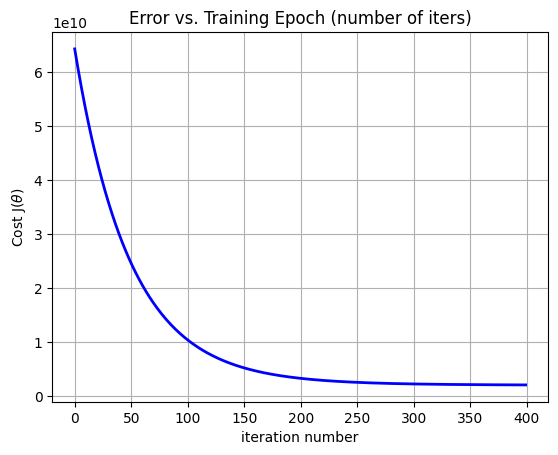 Error vs. Training Epoch (number of iters)
1e10
6
5
4
3
2
1
0
Cost J(θ)
0 50 100 150 200 250 300 350 400
iteration number